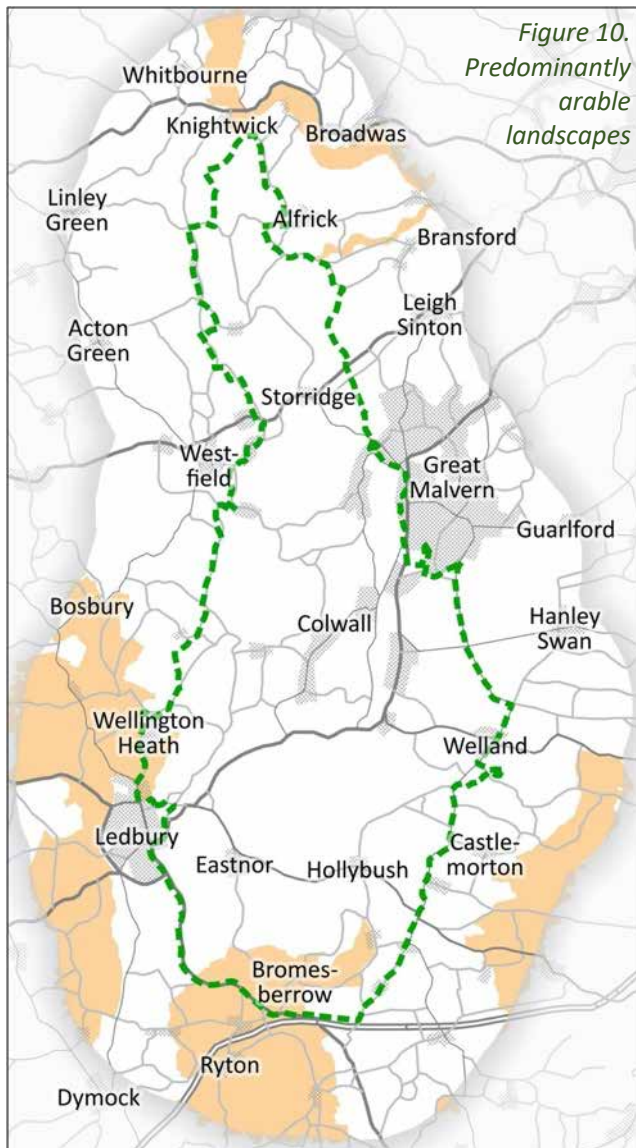 Figure 10.
Predominantly
arable
landscapes
Whitbourne
Knightwick
Broadwas
Linley
Green
Alfrick
Bransford
Leigh
Sinton
Acton
Green
Storridge
West-
field
Great
Malvern
Guarlford
Bosbury
Colwall
Hanley
Swan
Wellington
Heath
Welland
Ledbury
Eastnor
Hollybush
Castle-
morton
Bromes-
berrow
Ryton
Dymock